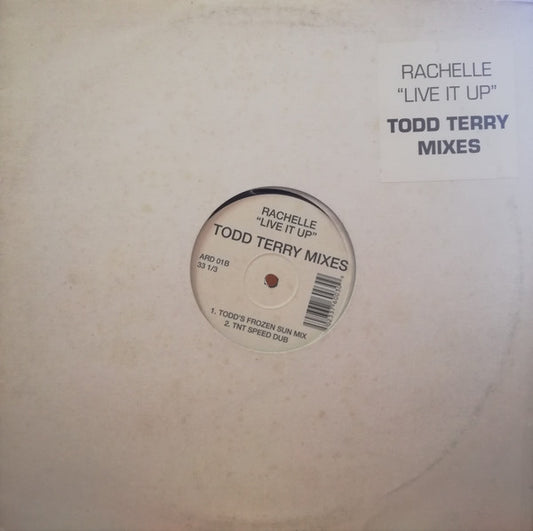 RACHELLE
“LIVE IT UP”
TODD TERRY
MIXES
RACHELLE
“LIVE IT UP”
TODD TERRY MIXES
ARD 01B
33 1/3
1. TODD'S FROZEN SUN MIX
2. TNT SPEED DUB